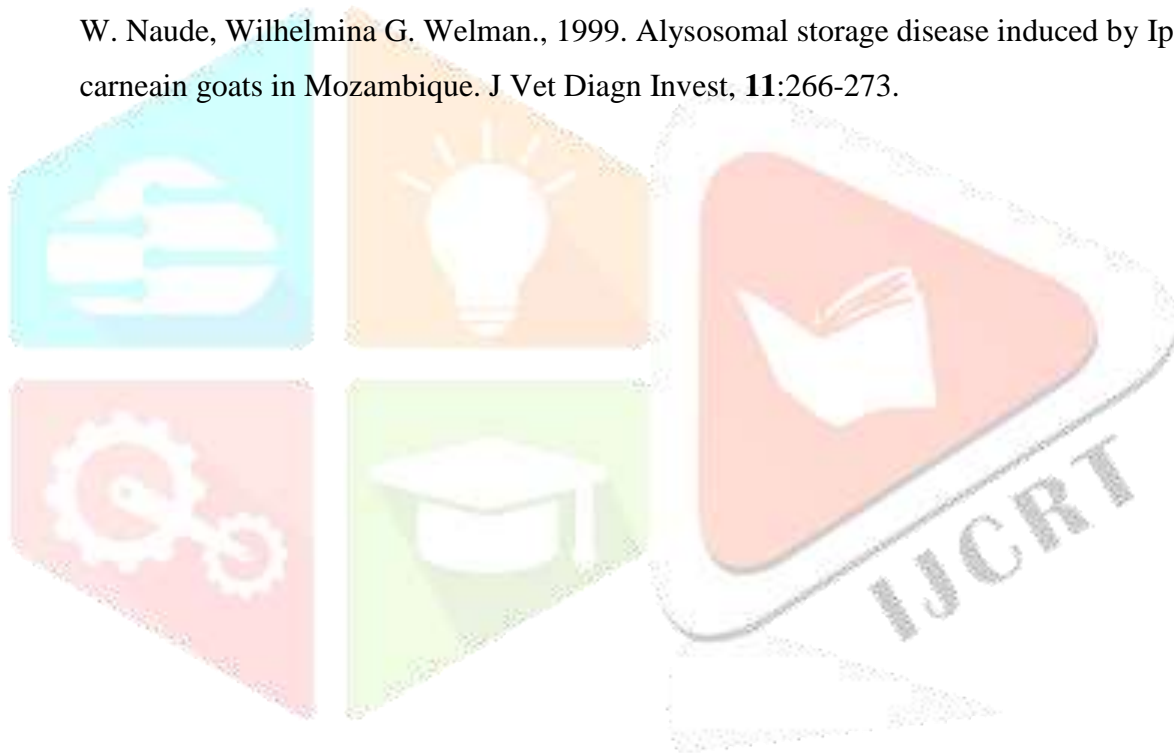 W. Naude, Wilhelmina G. Welman., 1999. Alysosomal storage disease induced by Ip
carneain goats in Mozambique. J Vet Diagn Invest, 11:266-273.
IJCRT